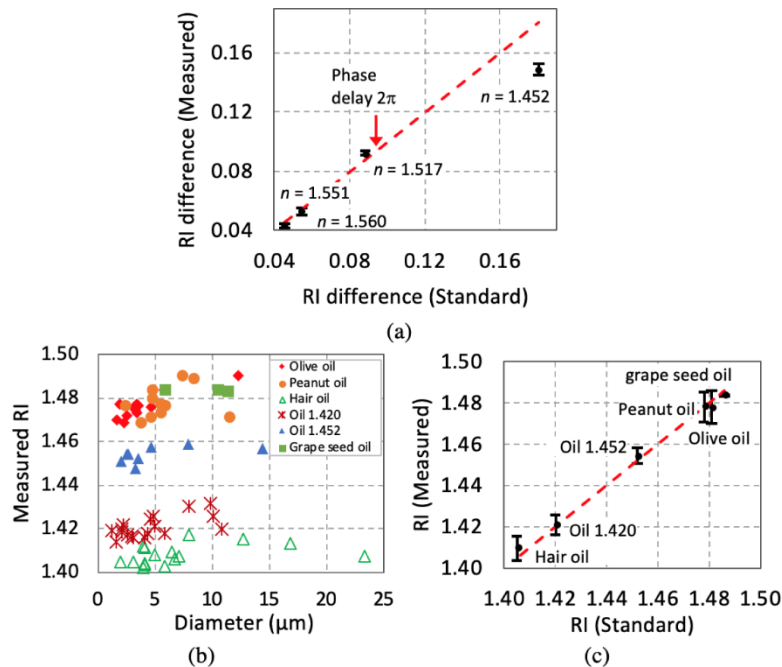 RI difference (Measured)
0.16
0.12
0.08
0.04
Phase
delay 2π
n = 1.452
n = 1.517
n = 1.551
n = 1.560
0.04 0.08 0.12 0.16
RI difference (Standard)
(a)
Measured RI
1.50
1.48
1.46
1.44
1.42
1.40
Olive oil
Peanut oil
Hair oil
Oil 1.420
Oil 1.452
Grape seed oil
0 5 10 15 20 25
Diameter (μm)
(b)
RI (Measured)
1.50
1.48
1.46
1.44
1.42
1.40
grape seed oil
Peanut oil
Olive oil
Oil 1.452
Oil 1.420
Hair oil
1.40 1.42 1.44 1.46 1.48 1.50
RI (Standard)
(c)